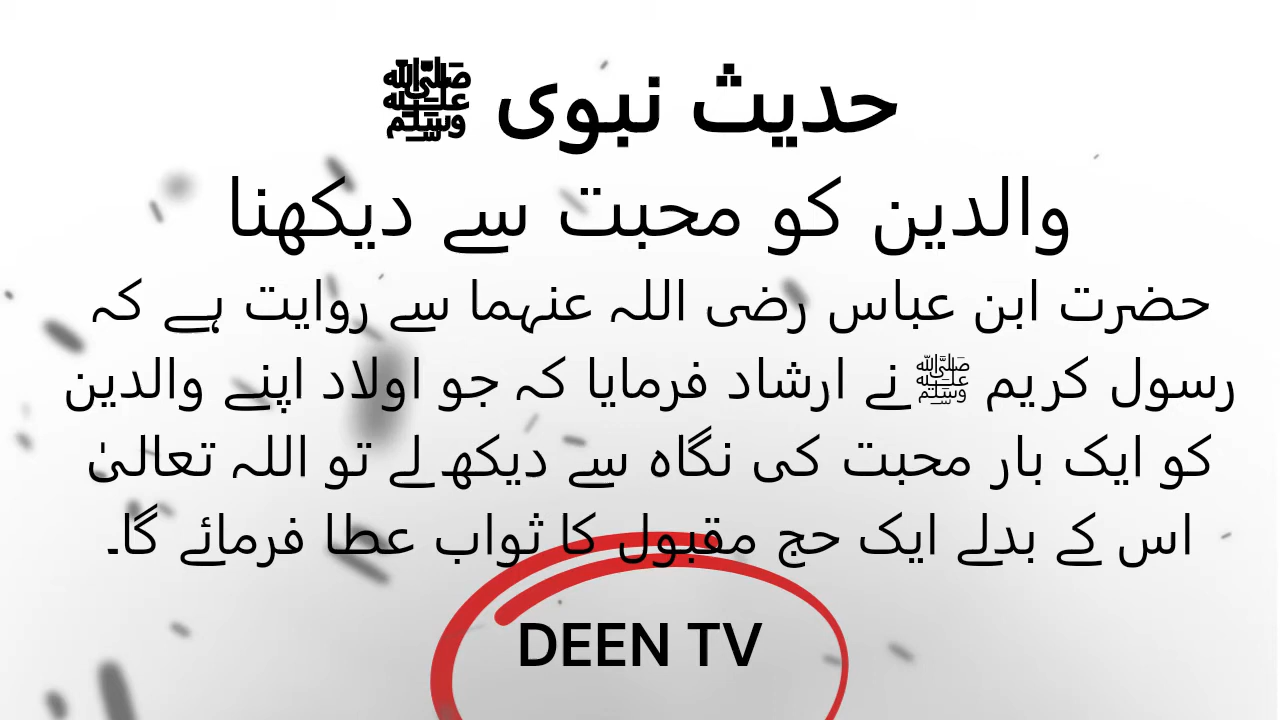 حدیث نبوی ﷺ
والدین کو محبت سے دیکھنا
حضرت ابن عباس رضی اللہ عنہما سے روایت ہے کہ
رسول کریم ﷺ نے ارشاد فرمایا کہ جو اولاد اپنے والدین
کو ایک بار محبت کی نگاہ سے دیکھ لے تو اللہ تعالیٰ
اس کے بدلے ایک حج مقبول کا ثواب عطا فرمائے گا۔
DEEN TV